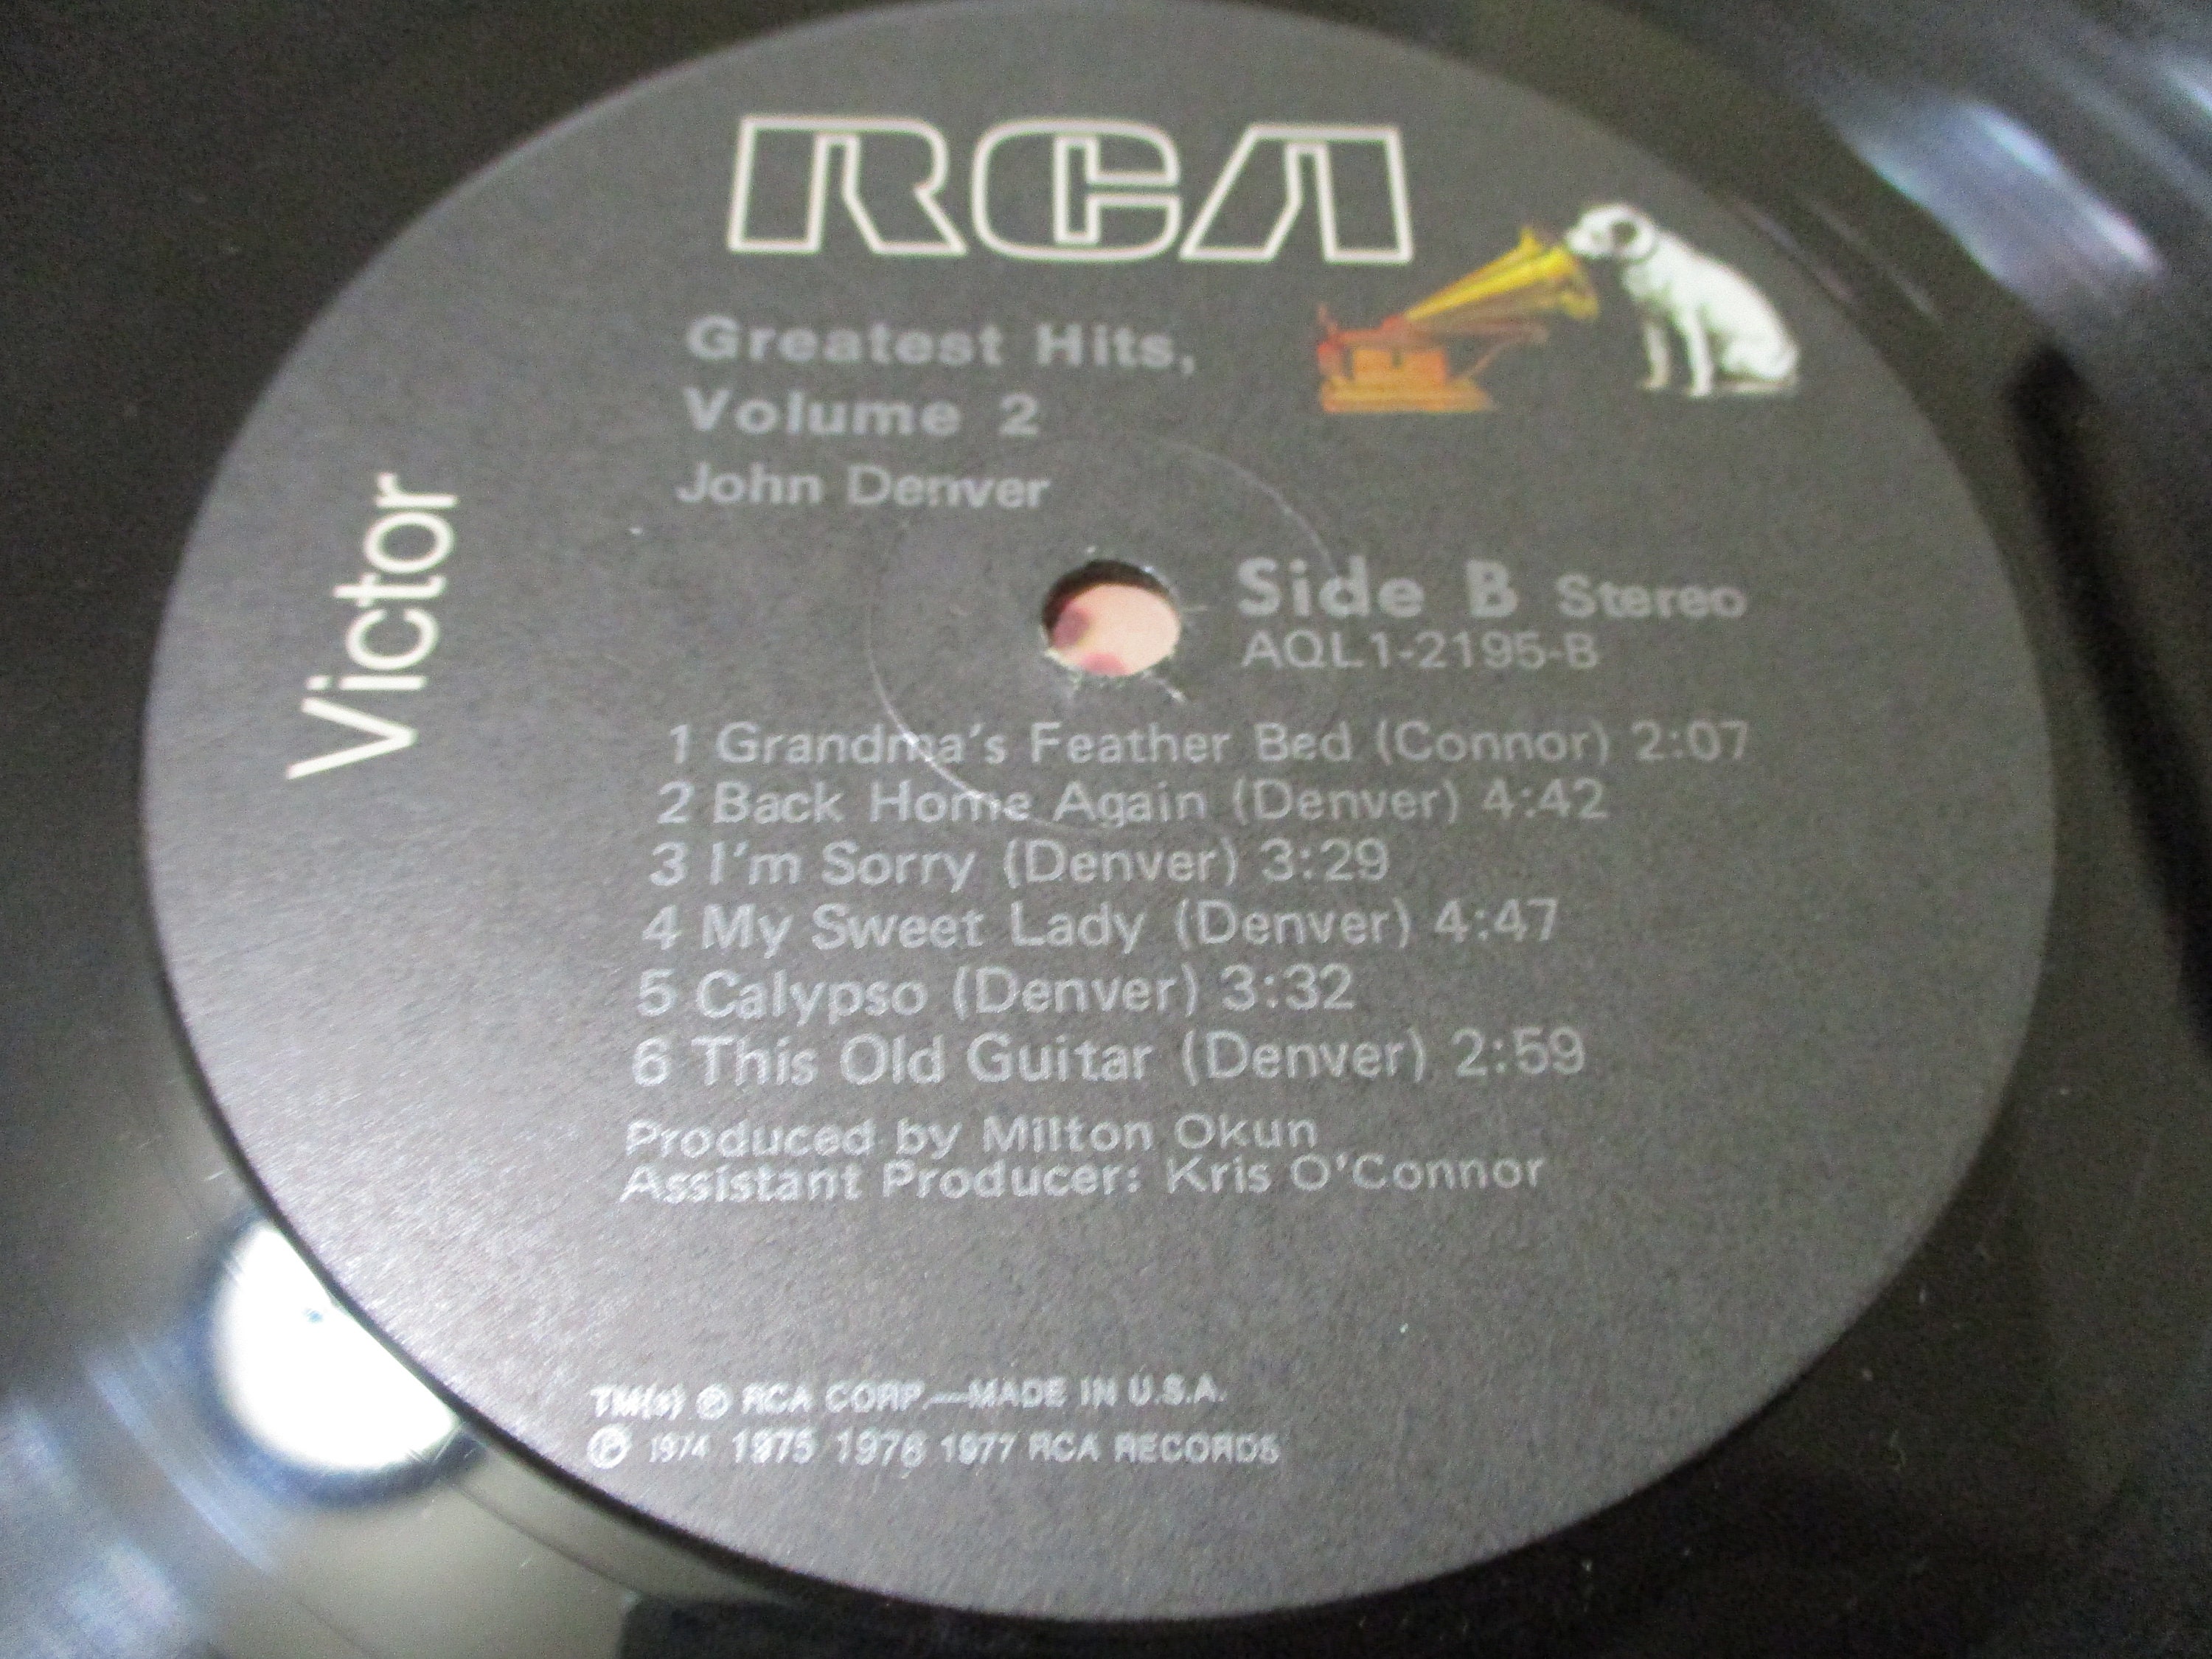 RCA
Greatest Hits,
Volume 2
John Denver
Victor
Side B Stereo
AQL1-2195-B
1 Grandma's Feather Bed (Connor) 2:07
2 Back Home Again (Denver) 4:42
3 I'm Sorry (Denver) 3:29
4 My Sweet Lady (Denver) 4:47
5 Calypso (Denver) 3:32
6 This Old Guitar (Denver) 2:59
Produced by Milton Okun
Assistant Producer: Kris O'Connor
TM(s) ® RCA CORP.—MADE IN U.S.A.
℗ 1974 1975 1976 1977 RCA RECORDS